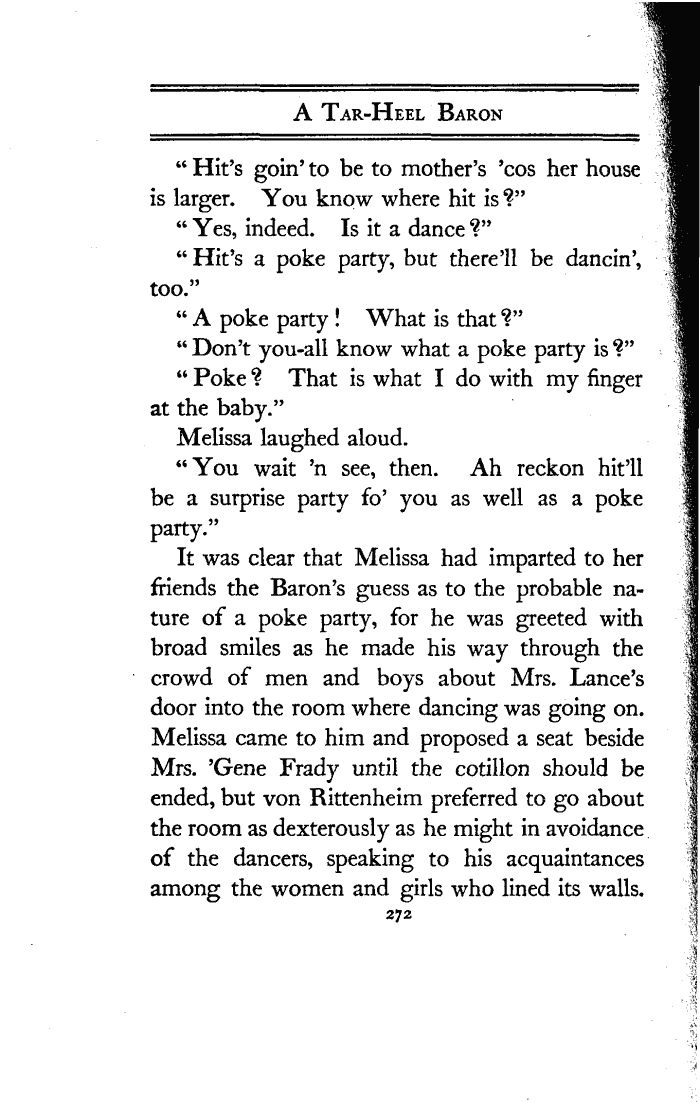 A Tar-Heel Baron
“Hit's goin' to be to mother's 'cos her house
is larger. You know where hit is?”
“Yes, indeed. Is it a dance?”
“Hit's a poke party, but there'll be dancin',
too.”
“A poke party! What is that?”
“Don't you-all know what a poke party is?”
“Poke? That is what I do with my finger
at the baby.”
Melissa laughed aloud.
“You wait 'n see, then. Ah reckon hit'll
be a surprise party fo' you as well as a poke
party.”
It was clear that Melissa had imparted to her
friends the Baron's guess as to the probable na-
ture of a poke party, for he was greeted with
broad smiles as he made his way through the
crowd of men and boys about Mrs. Lance's
door into the room where dancing was going on.
Melissa came to him and proposed a seat beside
Mrs. 'Gene Frady until the cotillon should be
ended, but von Rittenheim preferred to go about
the room as dexterously as he might in avoidance
of the dancers, speaking to his acquaintances
among the women and girls who lined its walls.
272